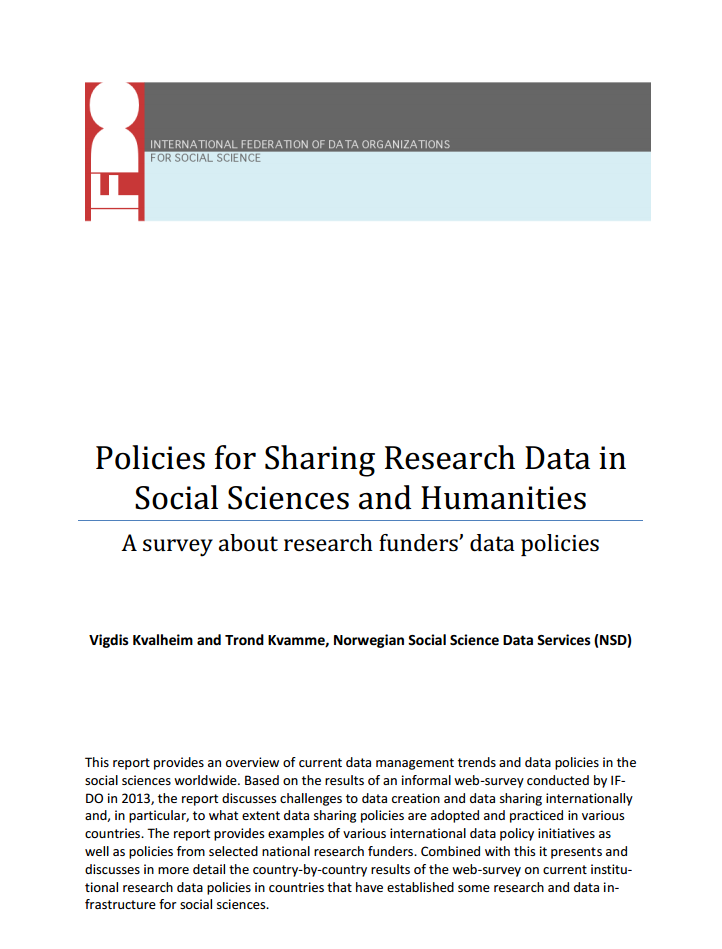 IFDO
INTERNATIONAL FEDERATION OF DATA ORGANIZATIONS
FOR SOCIAL SCIENCE
Policies for Sharing Research Data in
Social Sciences and Humanities
A survey about research funders’ data policies
Vigdis Kvalheim and Trond Kvamme, Norwegian Social Science Data Services (NSD)
This report provides an overview of current data management trends and data policies in the
social sciences worldwide. Based on the results of an informal web-survey conducted by IF-
DO in 2013, the report discusses challenges to data creation and data sharing internationally
and, in particular, to what extent data sharing policies are adopted and practiced in various
countries. The report provides examples of various international data policy initiatives as
well as policies from selected national research funders. Combined with this it presents and
discusses in more detail the country-by-country results of the web-survey on current institu-
tional research data policies in countries that have established some research and data in-
frastructure for social sciences.